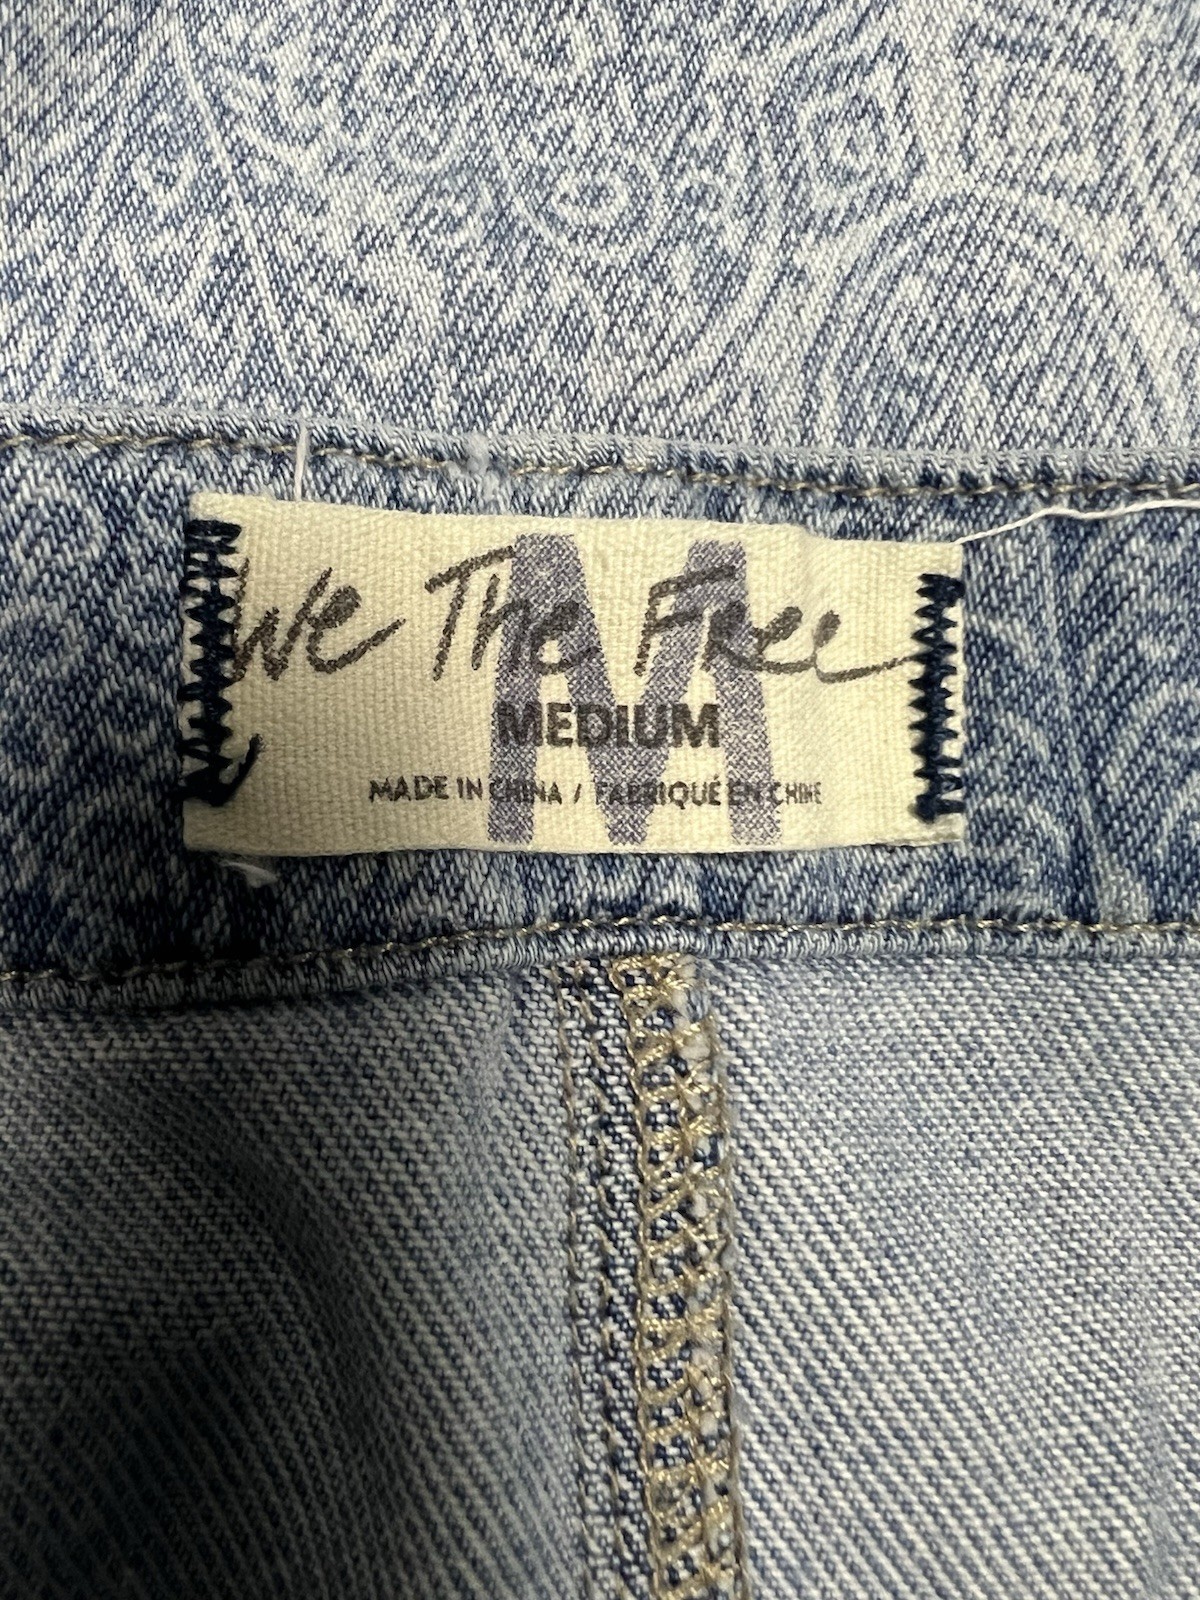 We The Free
M
MEDIUM
MADE IN CHINA / FABRIQUÉ EN CHINE